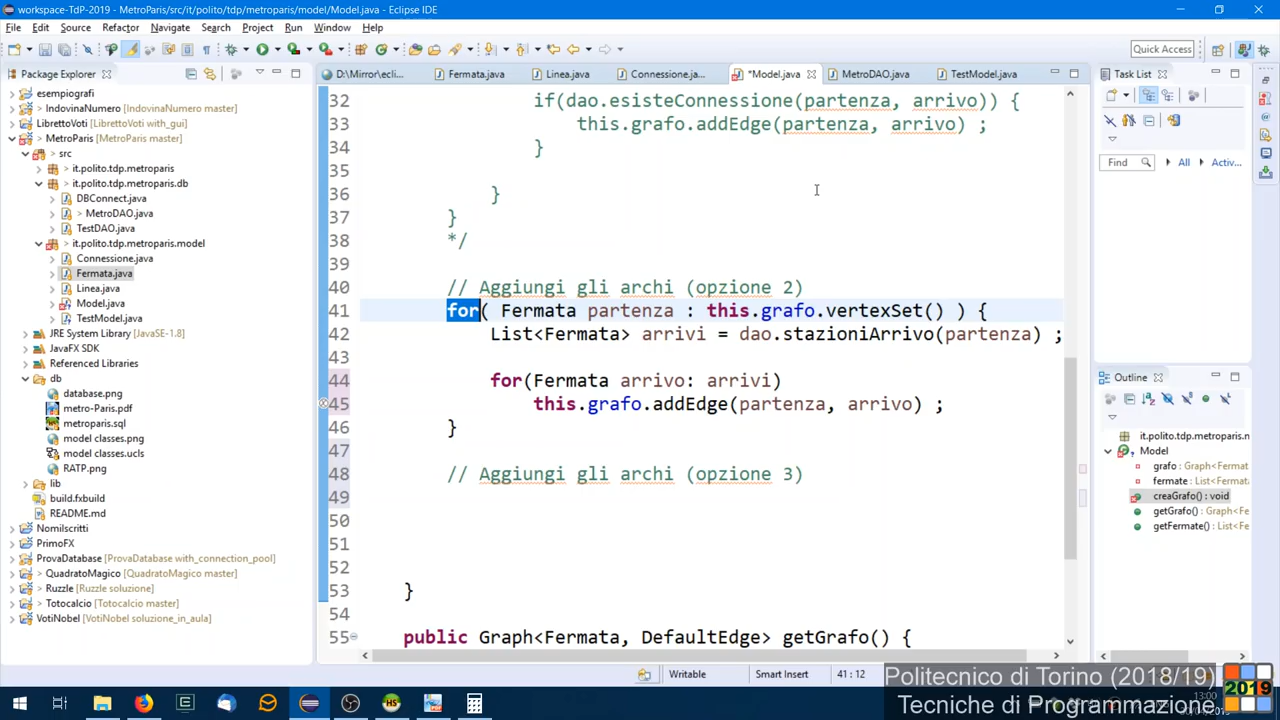 workspace-TdP-2019 - MetroParis/src/it/polito/tdp/metroparis/model/Model.java - Eclipse IDE
File Edit Source Refactor Navigate Search Project Run Window Help
Quick Access
Package Explorer
esempiografi
> IndovinaNumero [IndovinaNumero master]
LibrettoVoti [LibrettoVoti with_gui]
> MetroParis [MetroParis master]
> src
> it.polito.tdp.metroparis
> it.polito.tdp.metroparis.db
DBConnect.java
> MetroDAO.java
TestDAO.java
> it.polito.tdp.metroparis.model
Connessione.java
Fermata.java
Linea.java
Model.java
TestModel.java
JRE System Library [JavaSE-1.8]
JavaFX SDK
Referenced Libraries
db
database.png
metro-Paris.pdf
metroparis.sql
model classes.png
model classes.ucls
RATP.png
lib
build.fxbuild
README.md
NomiIscritti
PrimoFX
ProvaDatabase [ProvaDatabase with_connection_pool]
> QuadratoMagico [QuadratoMagico master]
> Ruzzle [Ruzzle soluzione]
> Totocalcio [Totocalcio master]
VotiNobel [VotiNobel soluzione_in_aula]
D:\Mirror\ecli... Fermata.java Linea.java Connessione.ja... *Model.java MetroDAO.java TestModel.java
32 if(dao.esisteConnessione(partenza, arrivo)) {
33 this.grafo.addEdge(partenza, arrivo) ;
34 }
35
36 }
37 }
38 */
39
40 // Aggiungi gli archi (opzione 2)
41 for( Fermata partenza : this.grafo.vertexSet() ) {
42 List<Fermata> arrivi = dao.stazioniArrivo(partenza) ;
43
44 for(Fermata arrivo: arrivi)
45 this.grafo.addEdge(partenza, arrivo) ;
46 }
47
48 // Aggiungi gli archi (opzione 3)
49
50
51
52
53 }
54
55 public Graph<Fermata, DefaultEdge> getGrafo() {
Task List
Find All Activ...
Outline
it.polito.tdp.metroparis.m
Model
grafo : Graph<Fermat
fermate : List<Fermata
creaGrafo() : void
getGrafo() : Graph<Fe
getFermate() : List<Fe
Writable Smart Insert 41 : 12
Politecnico di Torino (2018/19)
Tecniche di Programmazione
2019
13:00